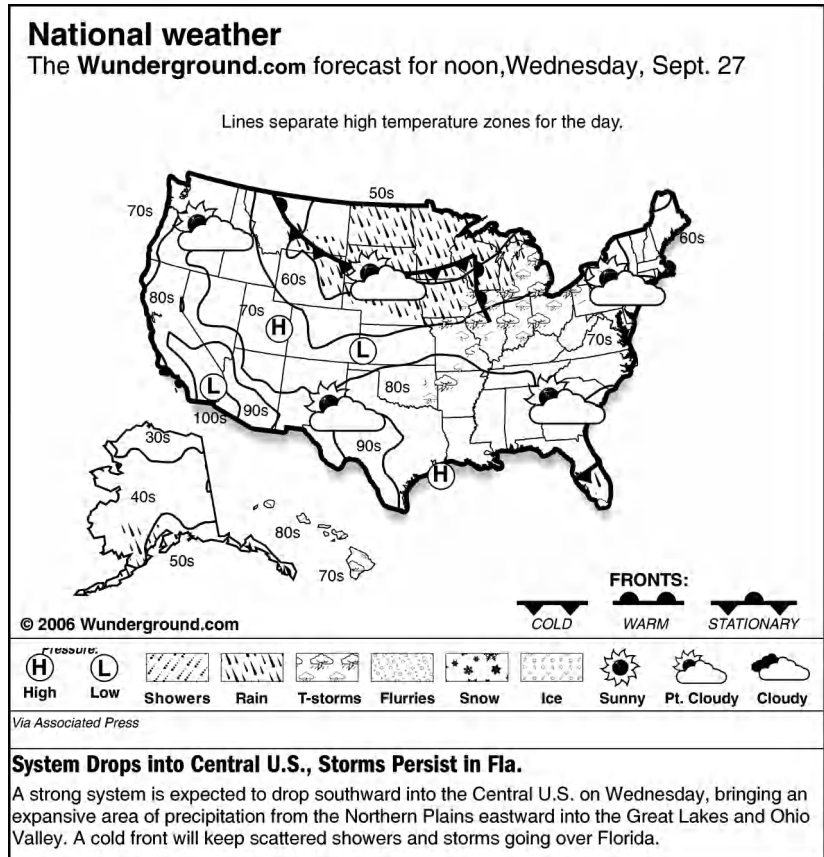 National weather
The Wunderground.com forecast for noon,Wednesday, Sept. 27
Lines separate high temperature zones for the day.
50s
70s
60s
60s
80s
70s
H
70s
L
L
80s
100s
90s
90s
H
30s
40s
80s
50s
70s
FRONTS:
© 2006 Wunderground.com
COLD WARM STATIONARY
Pressure:
H L
High Low Showers Rain T-storms Flurries Snow Ice Sunny Pt. Cloudy Cloudy
Via Associated Press
System Drops into Central U.S., Storms Persist in Fla.
A strong system is expected to drop southward into the Central U.S. on Wednesday, bringing an
expansive area of precipitation from the Northern Plains eastward into the Great Lakes and Ohio
Valley. A cold front will keep scattered showers and storms going over Florida.